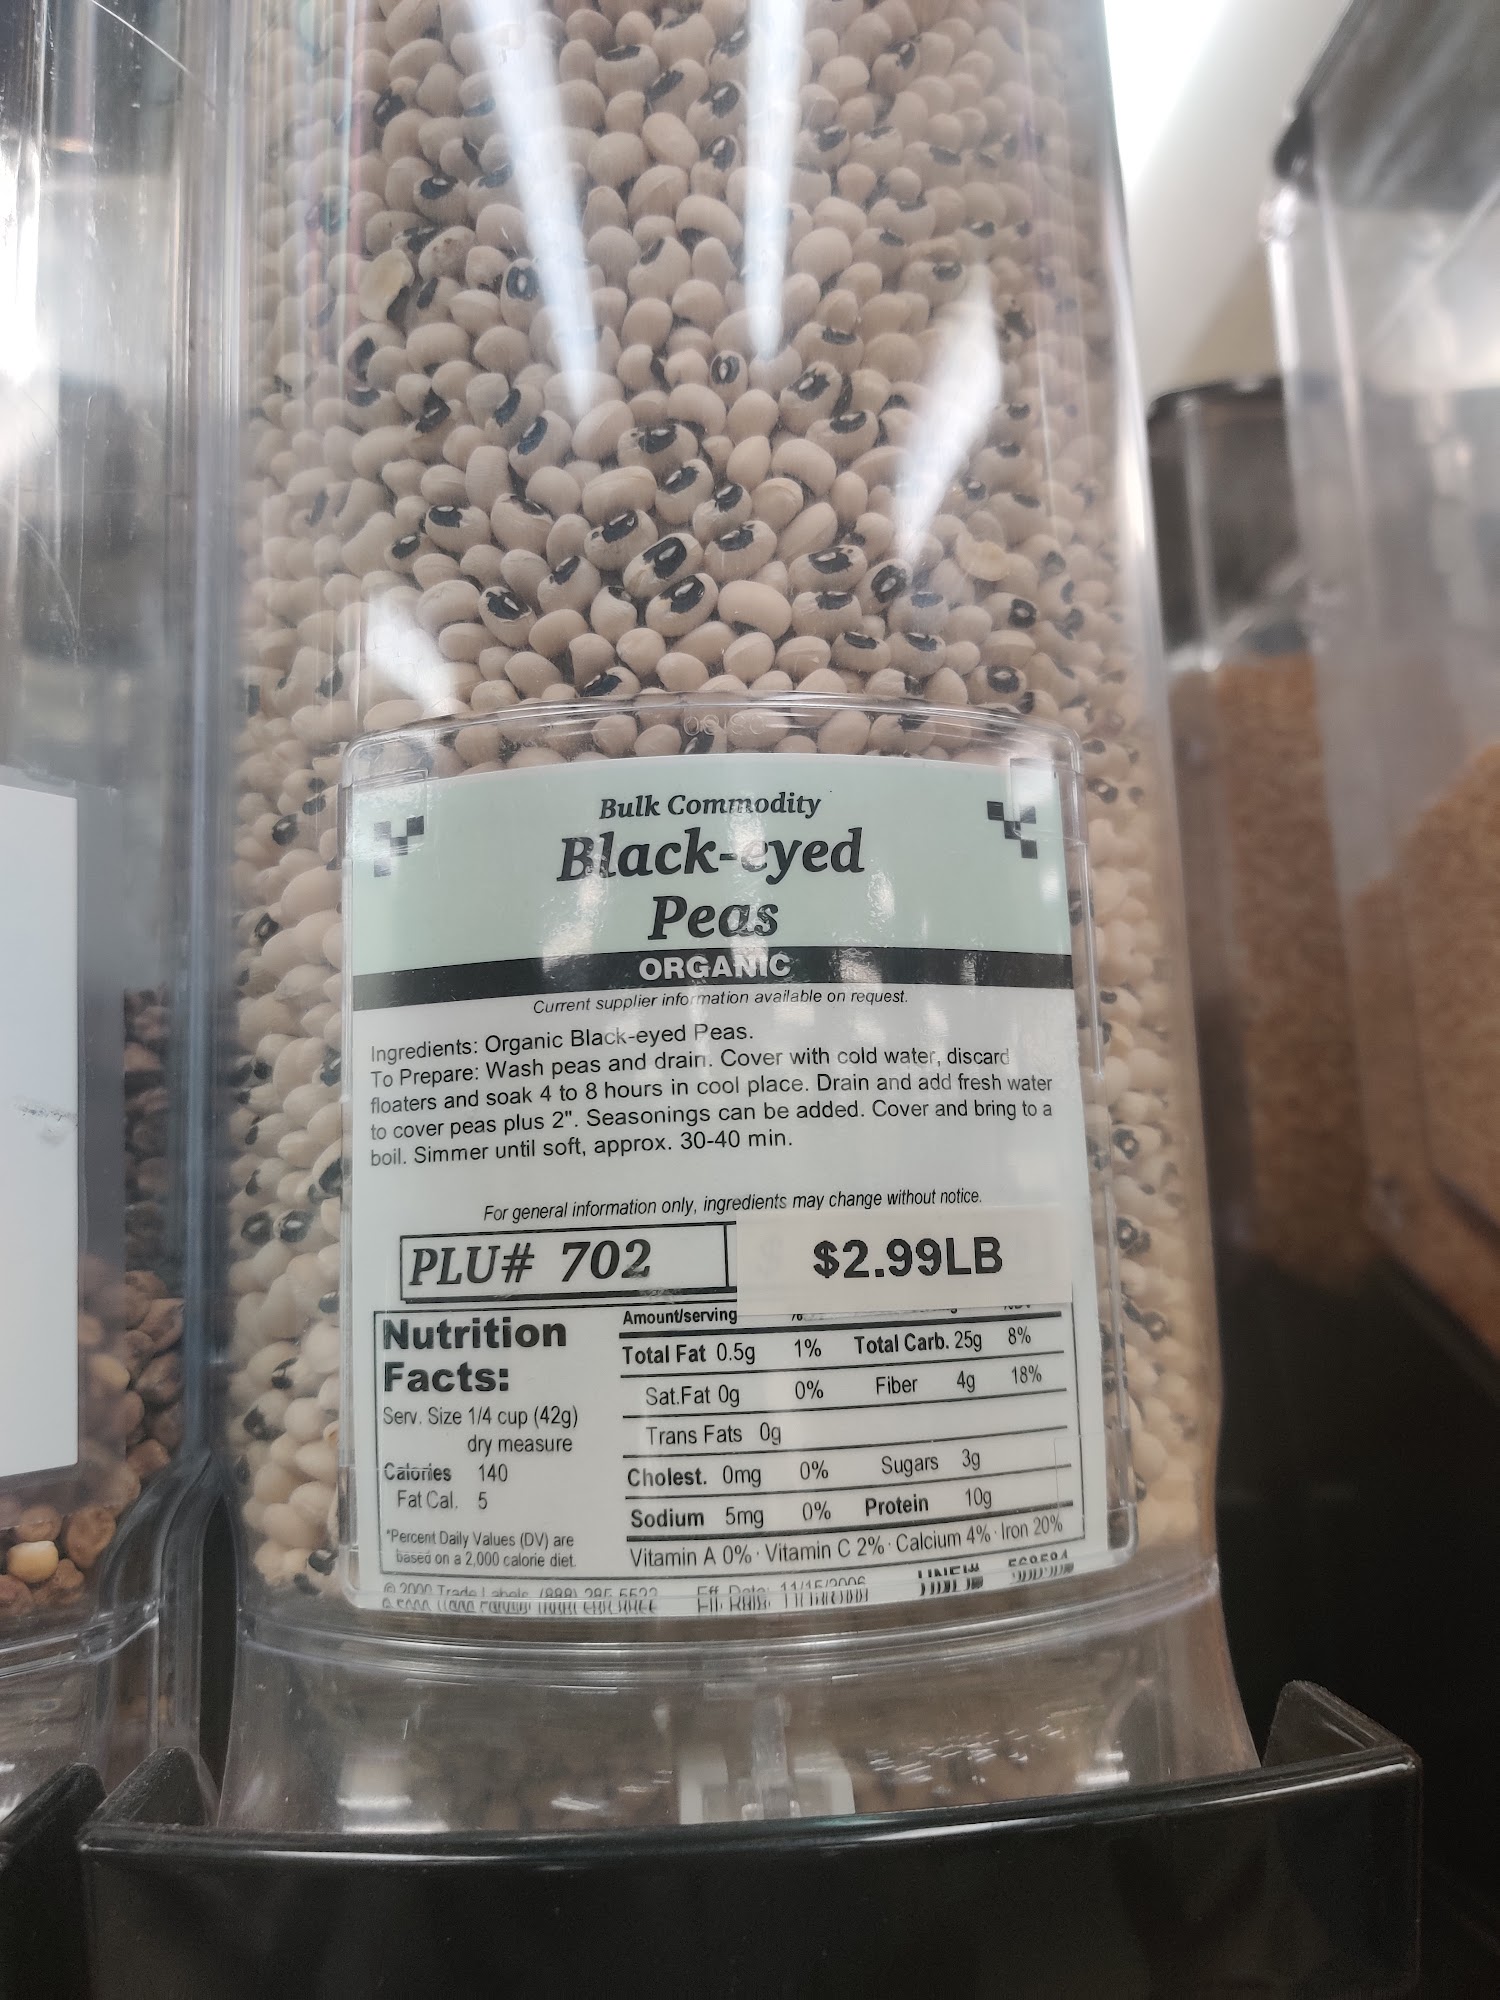 Bulk Commodity
Black-eyed
Peas
ORGANIC
Current supplier information available on request.
Ingredients: Organic Black-eyed Peas.
To Prepare: Wash peas and drain. Cover with cold water, discard
floaters and soak 4 to 8 hours in cool place. Drain and add fresh water
to cover peas plus 2". Seasonings can be added. Cover and bring to a
boil. Simmer until soft, approx. 30-40 min.
For general information only, ingredients may change without notice.
PLU# 702 $2.99LB
Nutrition
Facts:
Serv. Size 1/4 cup (42g)
dry measure
Calories 140
Fat Cal. 5
*Percent Daily Values (DV) are
based on a 2,000 calorie diet.
Amount/serving
Total Fat 0.5g 1% Total Carb. 25g 8%
Sat.Fat 0g 0% Fiber 4g 18%
Trans Fats 0g
Cholest. 0mg 0% Sugars 3g
Sodium 5mg 0% Protein 10g
Vitamin A 0% · Vitamin C 2% · Calcium 4% · Iron 20%
Eff. Date: 11/15/2006